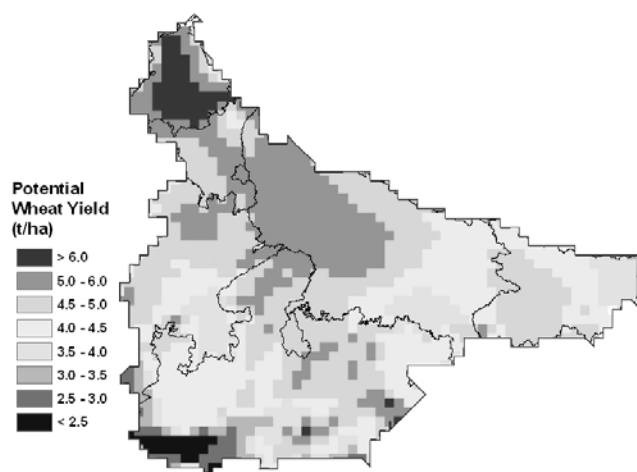 Potential
Wheat Yield
(t/ha)
> 6.0
5.0 - 6.0
4.5 - 5.0
4.0 - 4.5
3.5 - 4.0
3.0 - 3.5
2.5 - 3.0
< 2.5